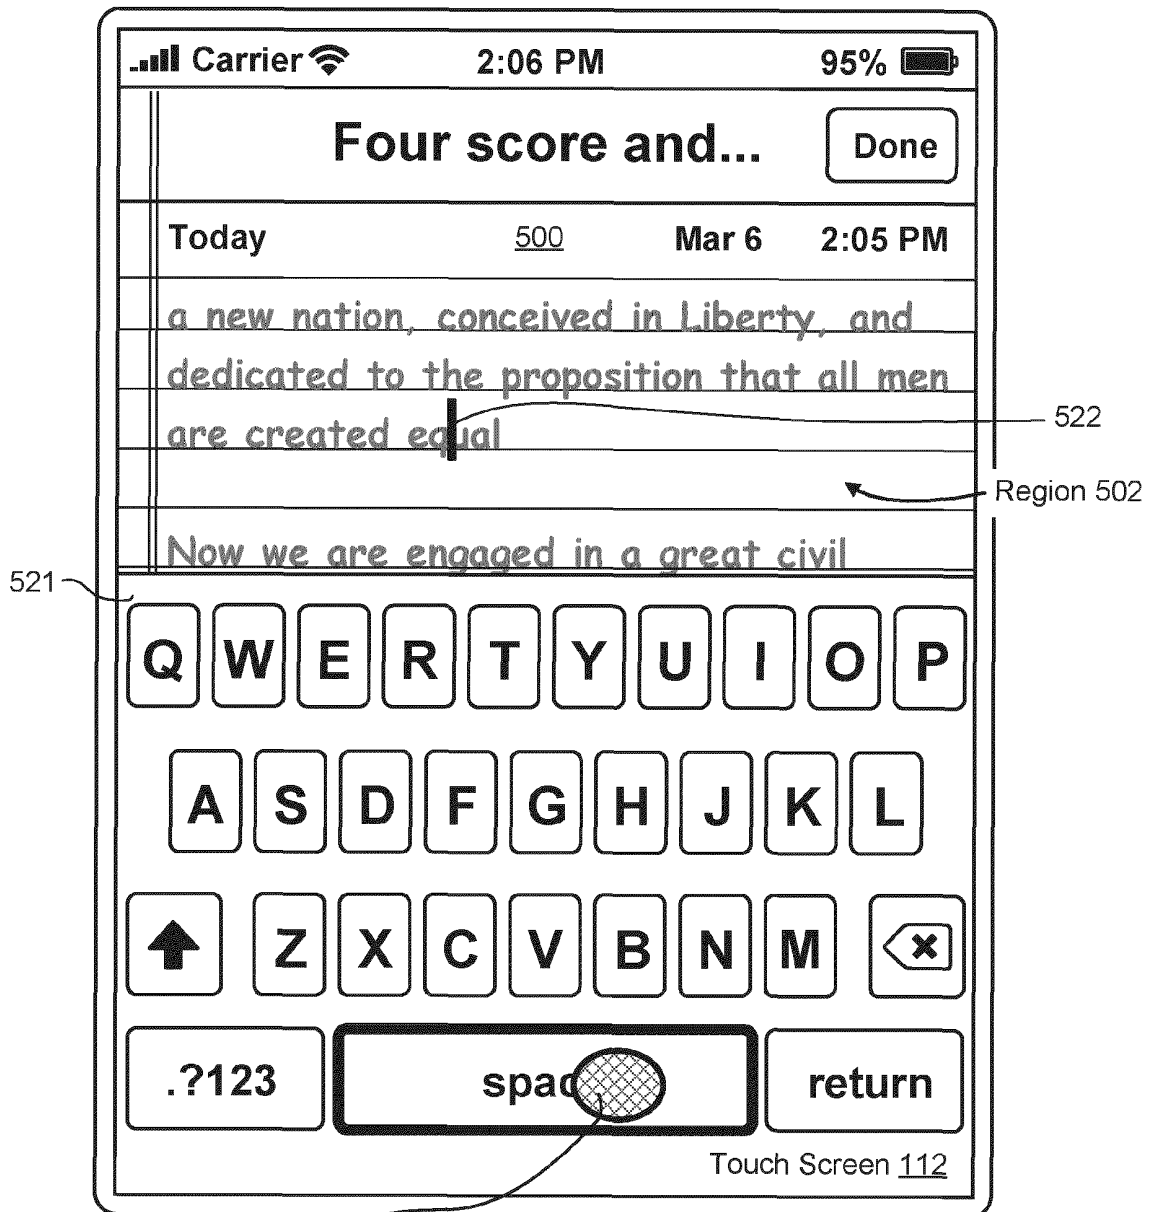 Carrier 2:06 PM 95%
Four score and... Done
Today 500 Mar 6 2:05 PM
a new nation, conceived in Liberty, and
dedicated to the proposition that all men
are created equal
522
Region 502
Now we are engaged in a great civil
521
Q W E R T Y U I O P
A S D F G H J K L
Z X C V B N M
.?123 spac return
Touch Screen 112